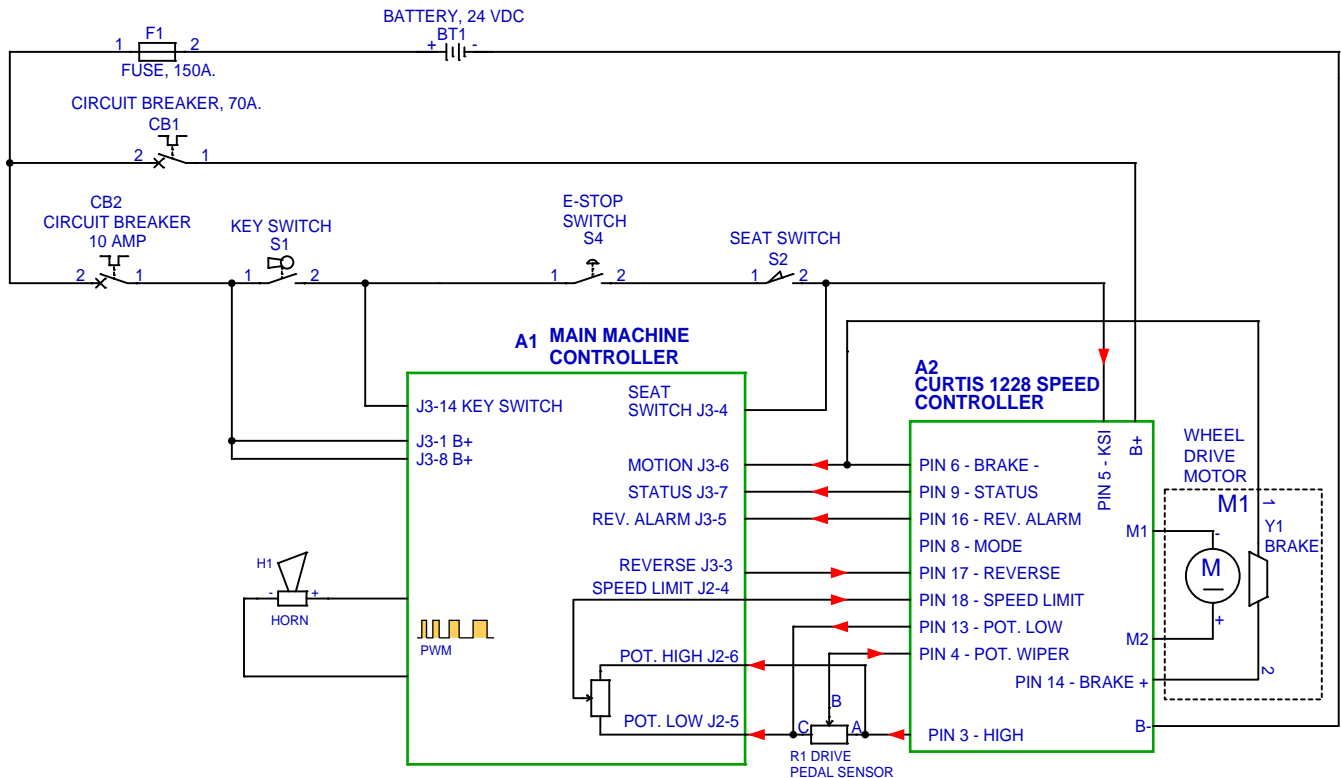 BATTERY, 24 VDC
BT1
+ -
F1
1 2
FUSE, 150A.
CIRCUIT BREAKER, 70A.
CB1
2 1
CB2
CIRCUIT BREAKER
10 AMP
2 1
KEY SWITCH
S1
1 2
E-STOP
SWITCH
S4
1 2
SEAT SWITCH
S2
1 2
A1 MAIN MACHINE
CONTROLLER
J3-14 KEY SWITCH
J3-1 B+
J3-8 B+
SEAT
SWITCH J3-4
MOTION J3-6
STATUS J3-7
REV. ALARM J3-5
REVERSE J3-3
SPEED LIMIT J2-4
POT. HIGH J2-6
POT. LOW J2-5
PWM
H1
- +
HORN
A2
CURTIS 1228 SPEED
CONTROLLER
PIN 5 - KSI
B+
PIN 6 - BRAKE -
PIN 9 - STATUS
PIN 16 - REV. ALARM
PIN 8 - MODE
PIN 17 - REVERSE
PIN 18 - SPEED LIMIT
PIN 13 - POT. LOW
PIN 4 - POT. WIPER
PIN 14 - BRAKE +
PIN 3 - HIGH
M1
M2
B-
B
C A
R1 DRIVE
PEDAL SENSOR
WHEEL
DRIVE
MOTOR
M1
1
Y1
BRAKE
-
M
+
2